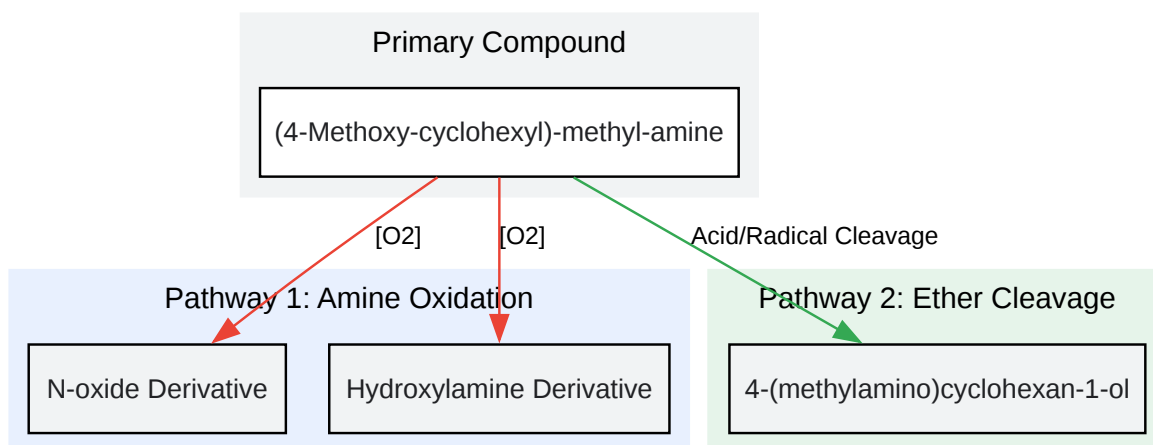 Primary Compound
(4-Methoxy-cyclohexyl)-methyl-amine
[O2]
[O2]
Acid/Radical Cleavage
Pathway 1: Amine Oxidation
Pathway 2: Ether Cleavage
N-oxide Derivative
Hydroxylamine Derivative
4-(methylamino)cyclohexan-1-ol